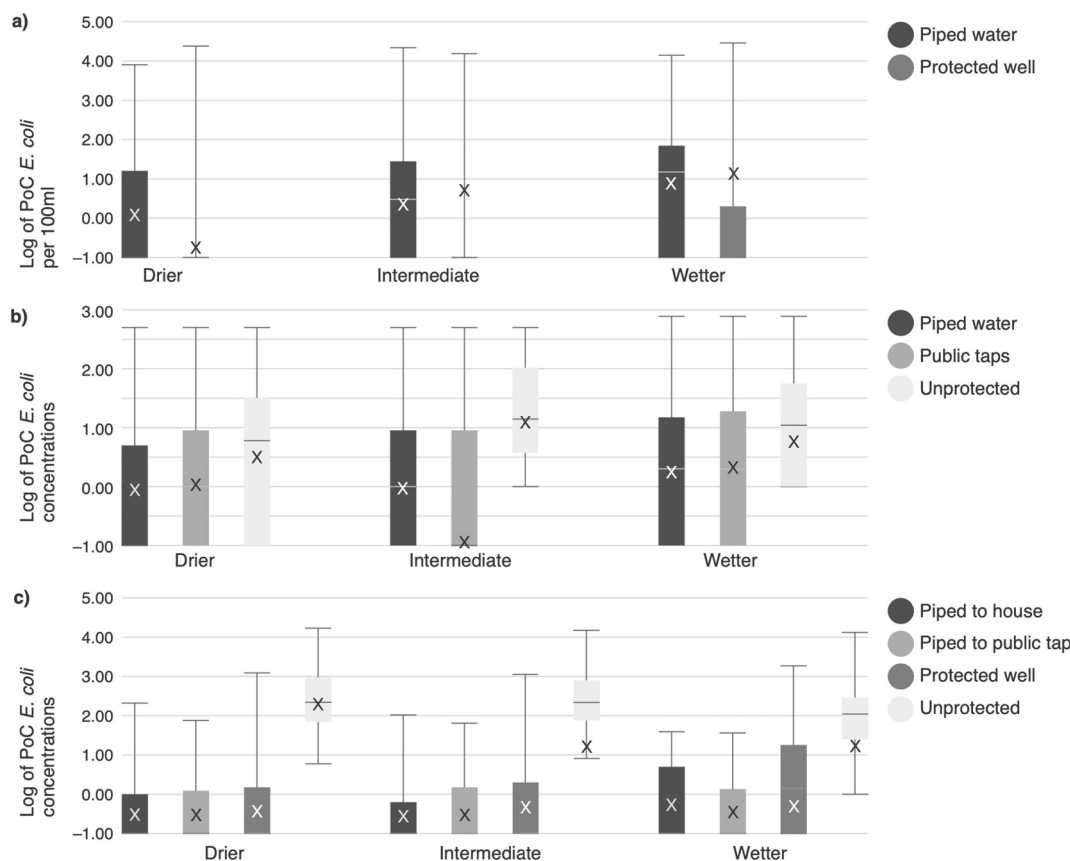 a)
5.00
4.00
3.00
2.00
1.00
0.00
–1.00
Log of PoC E. coli
per 100ml
Drier
Intermediate
Wetter
Piped water
Protected well
b)
3.00
2.00
1.00
0.00
–1.00
Log of PoC E. coli
concentrations
Drier
Intermediate
Wetter
Piped water
Public taps
Unprotected
c)
5.00
4.00
3.00
2.00
1.00
0.00
–1.00
Log of PoC E. coli
concentrations
Drier
Intermediate
Wetter
Piped to house
Piped to public tap
Protected well
Unprotected